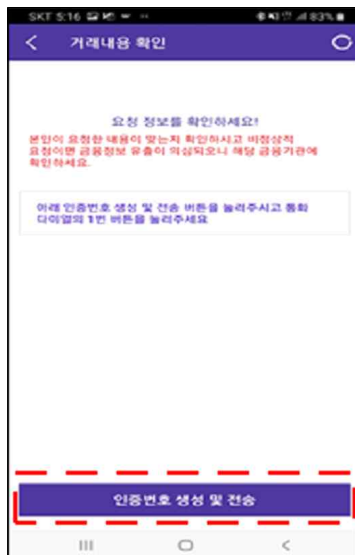 SKT 5:16 83%
거래내용 확인
요청 정보를 확인하세요!
본인이 요청한 내용이 맞는지 확인하시고 비정상적
요청이면 금융정보 유출이 의심되오니 해당 금융기관에
확인하세요.
아래 인증번호 생성 및 전송 버튼을 눌러주시고 통화
다이얼의 1번 버튼을 눌러주세요
인증번호 생성 및 전송